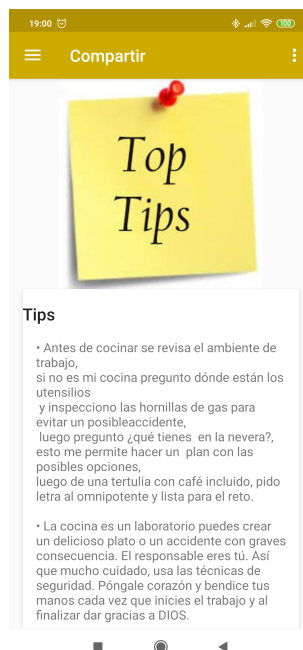 19:00
100
Compartir
Top
Tips
Tips
• Antes de cocinar se revisa el ambiente de
trabajo,
si no es mi cocina pregunto dónde están los
utensilios
y inspecciono las hornillas de gas para
evitar un posibleaccidente,
luego pregunto ¿qué tienes  en la nevera?,
esto me permite hacer un  plan con las
posibles opciones,
luego de una tertulia con café incluido, pido
letra al omnipotente y lista para el reto.
• La cocina es un laboratorio puedes crear
un delicioso plato o un accidente con graves
consecuencia. El responsable eres tú. Así
que mucho cuidado, usa las técnicas de
seguridad. Póngale corazón y bendice tus
manos cada vez que inicies el trabajo y al
finalizar dar gracias a DIOS.